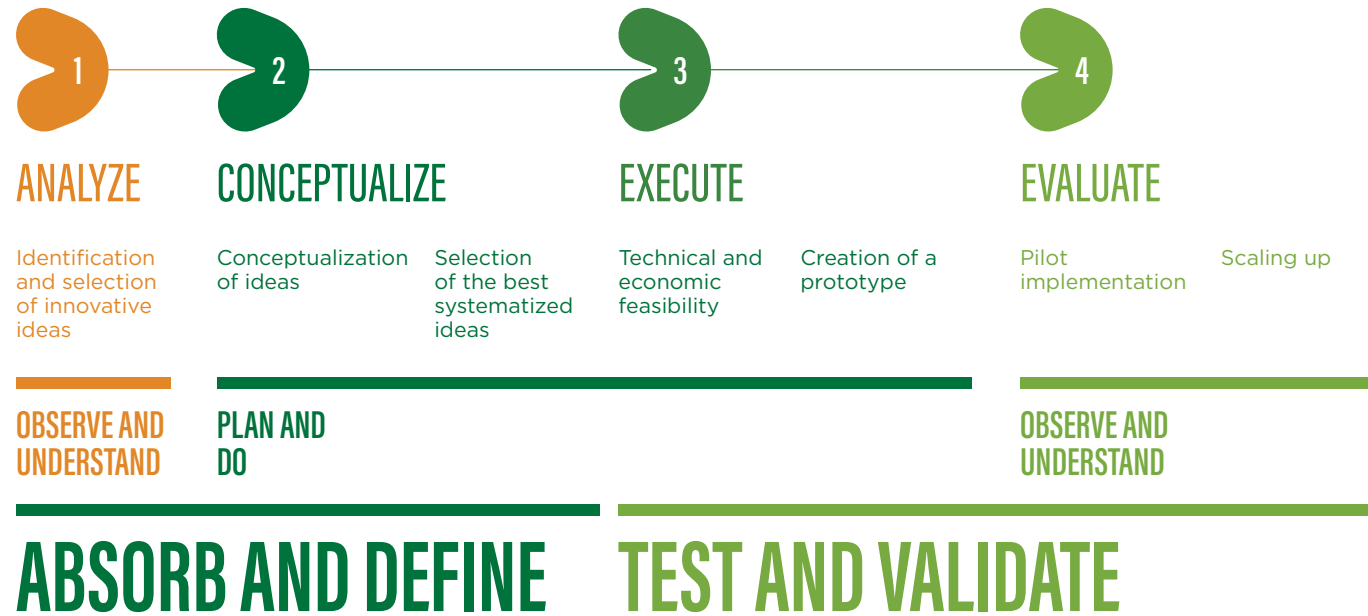 1
2
3
4
ANALYZE
CONCEPTUALIZE
EXECUTE
EVALUATE
Identification
and selection
of innovative
ideas
Conceptualization
of ideas
Selection
of the best
systematized
ideas
Technical and
economic
feasibility
Creation of a
prototype
Pilot
implementation
Scaling up
OBSERVE AND
UNDERSTAND
PLAN AND
DO
OBSERVE AND
UNDERSTAND
ABSORB AND DEFINE
TEST AND VALIDATE